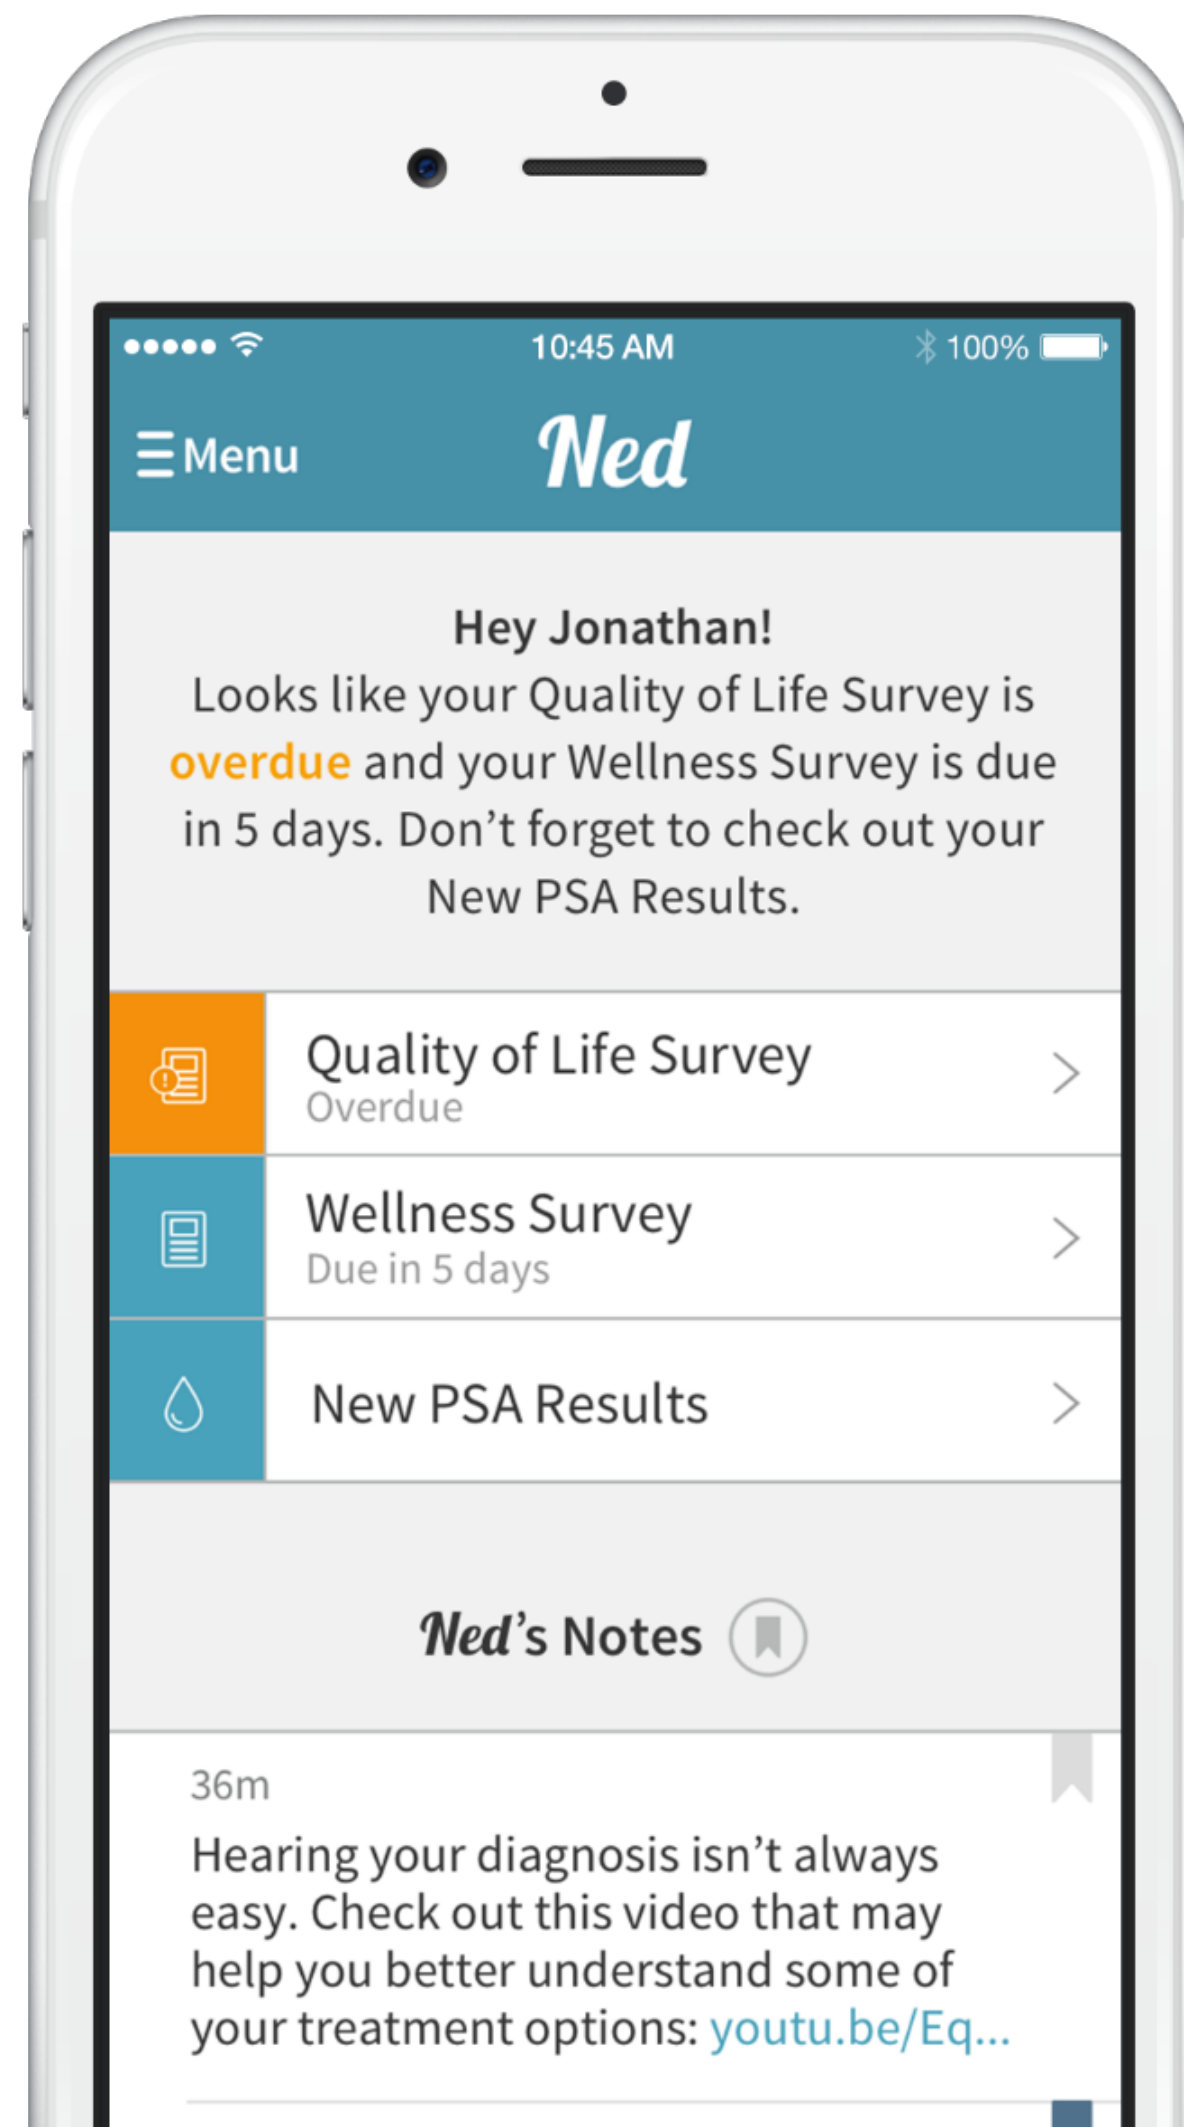 10:45 AM
100%
Menu
Ned
Hey Jonathan!
Looks like your Quality of Life Survey is
overdue and your Wellness Survey is due
in 5 days. Don’t forget to check out your
New PSA Results.
Quality of Life Survey
Overdue
Wellness Survey
Due in 5 days
New PSA Results
Ned’s Notes
36m
Hearing your diagnosis isn’t always
easy. Check out this video that may
help you better understand some of
your treatment options: youtu.be/Eq...